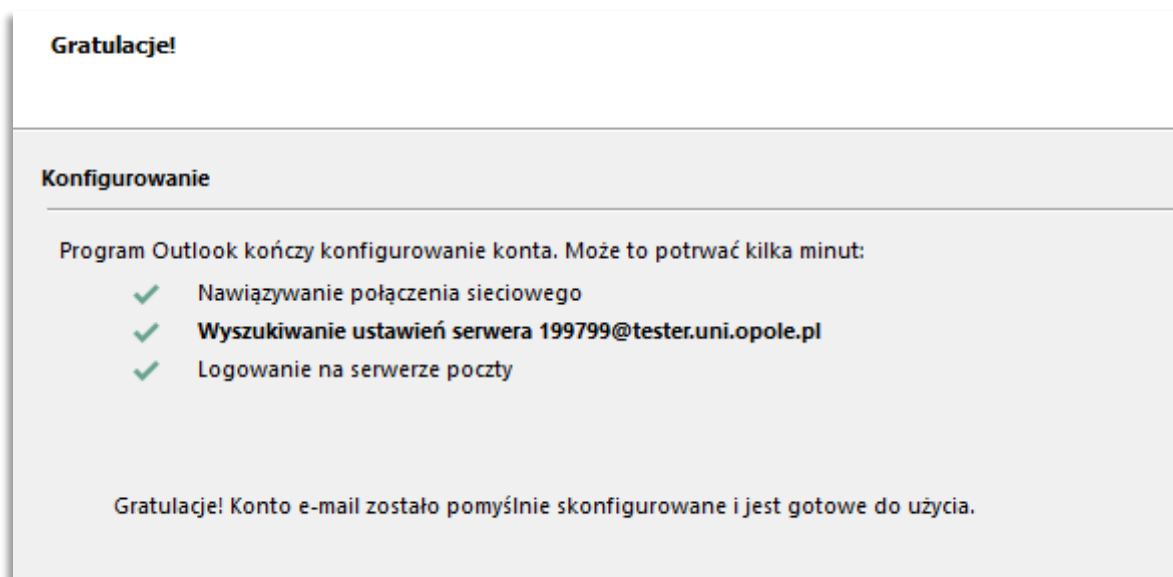 Gratulacje!
Konfigurowanie
Program Outlook kończy konfigurowanie konta. Może to potrwać kilka minut:
Nawiązywanie połączenia sieciowego
Wyszukiwanie ustawień serwera 199799@tester.uni.opole.pl
Logowanie na serwerze poczty
Gratulacje! Konto e-mail zostało pomyślnie skonfigurowane i jest gotowe do użycia.